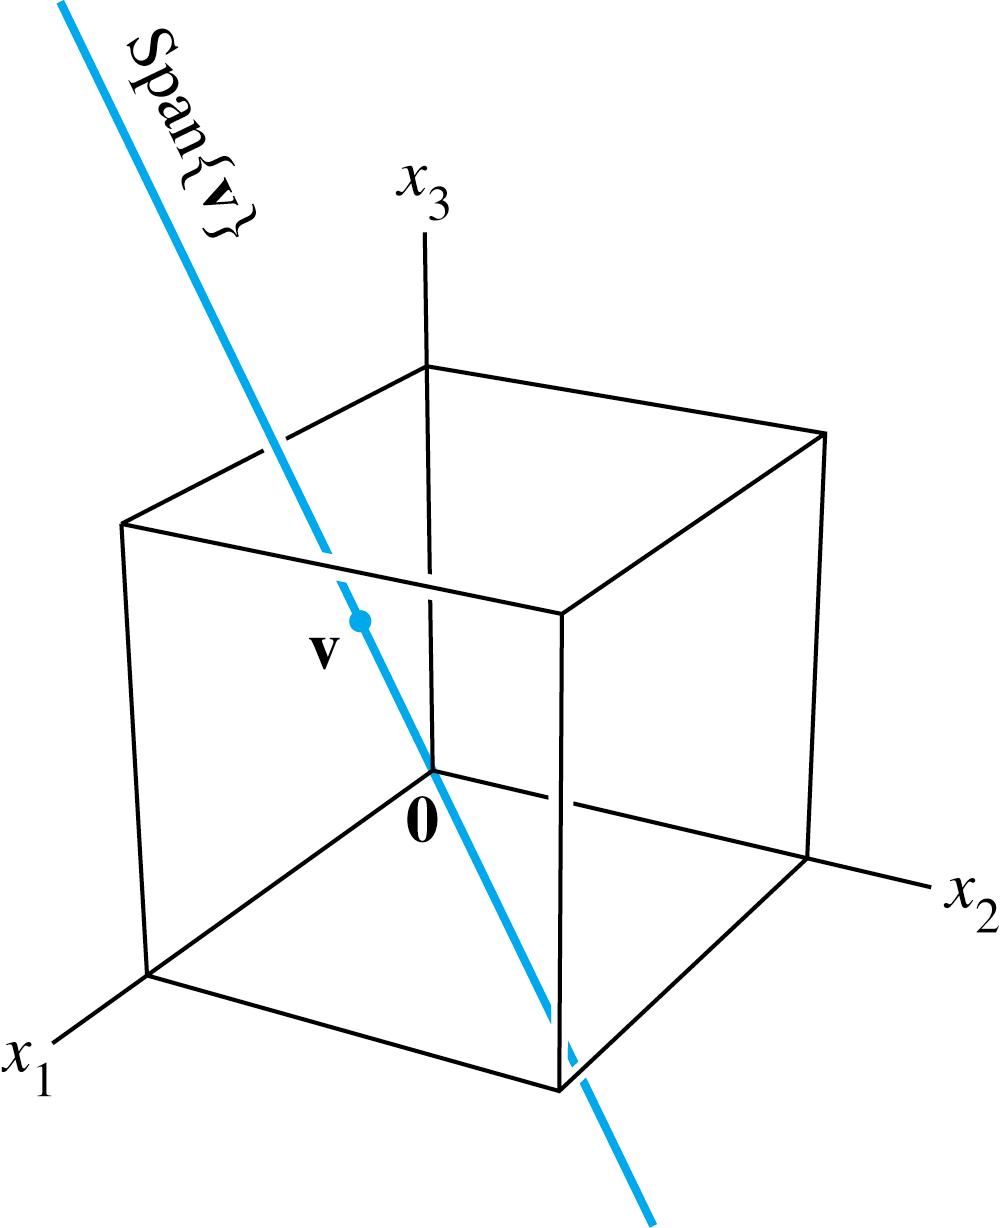 Span{v}
x₃
v
0
x₂
x₁